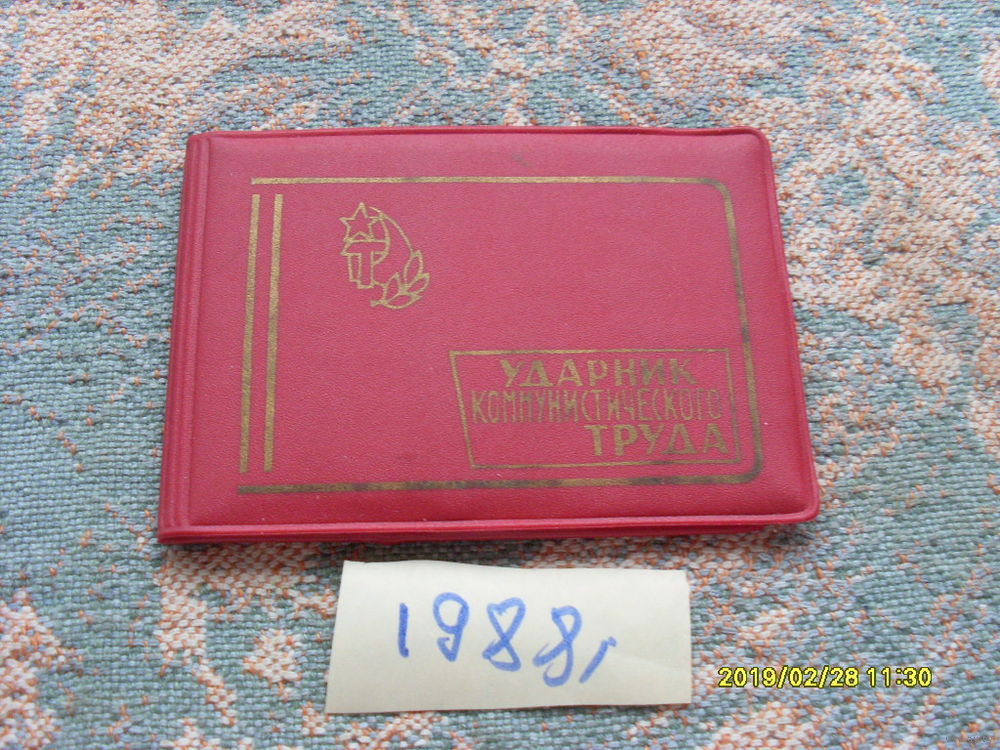 УДАРНИК
КОММУНИСТИЧЕСКОГО
ТРУДА
1988г
2019/02/28 11:30